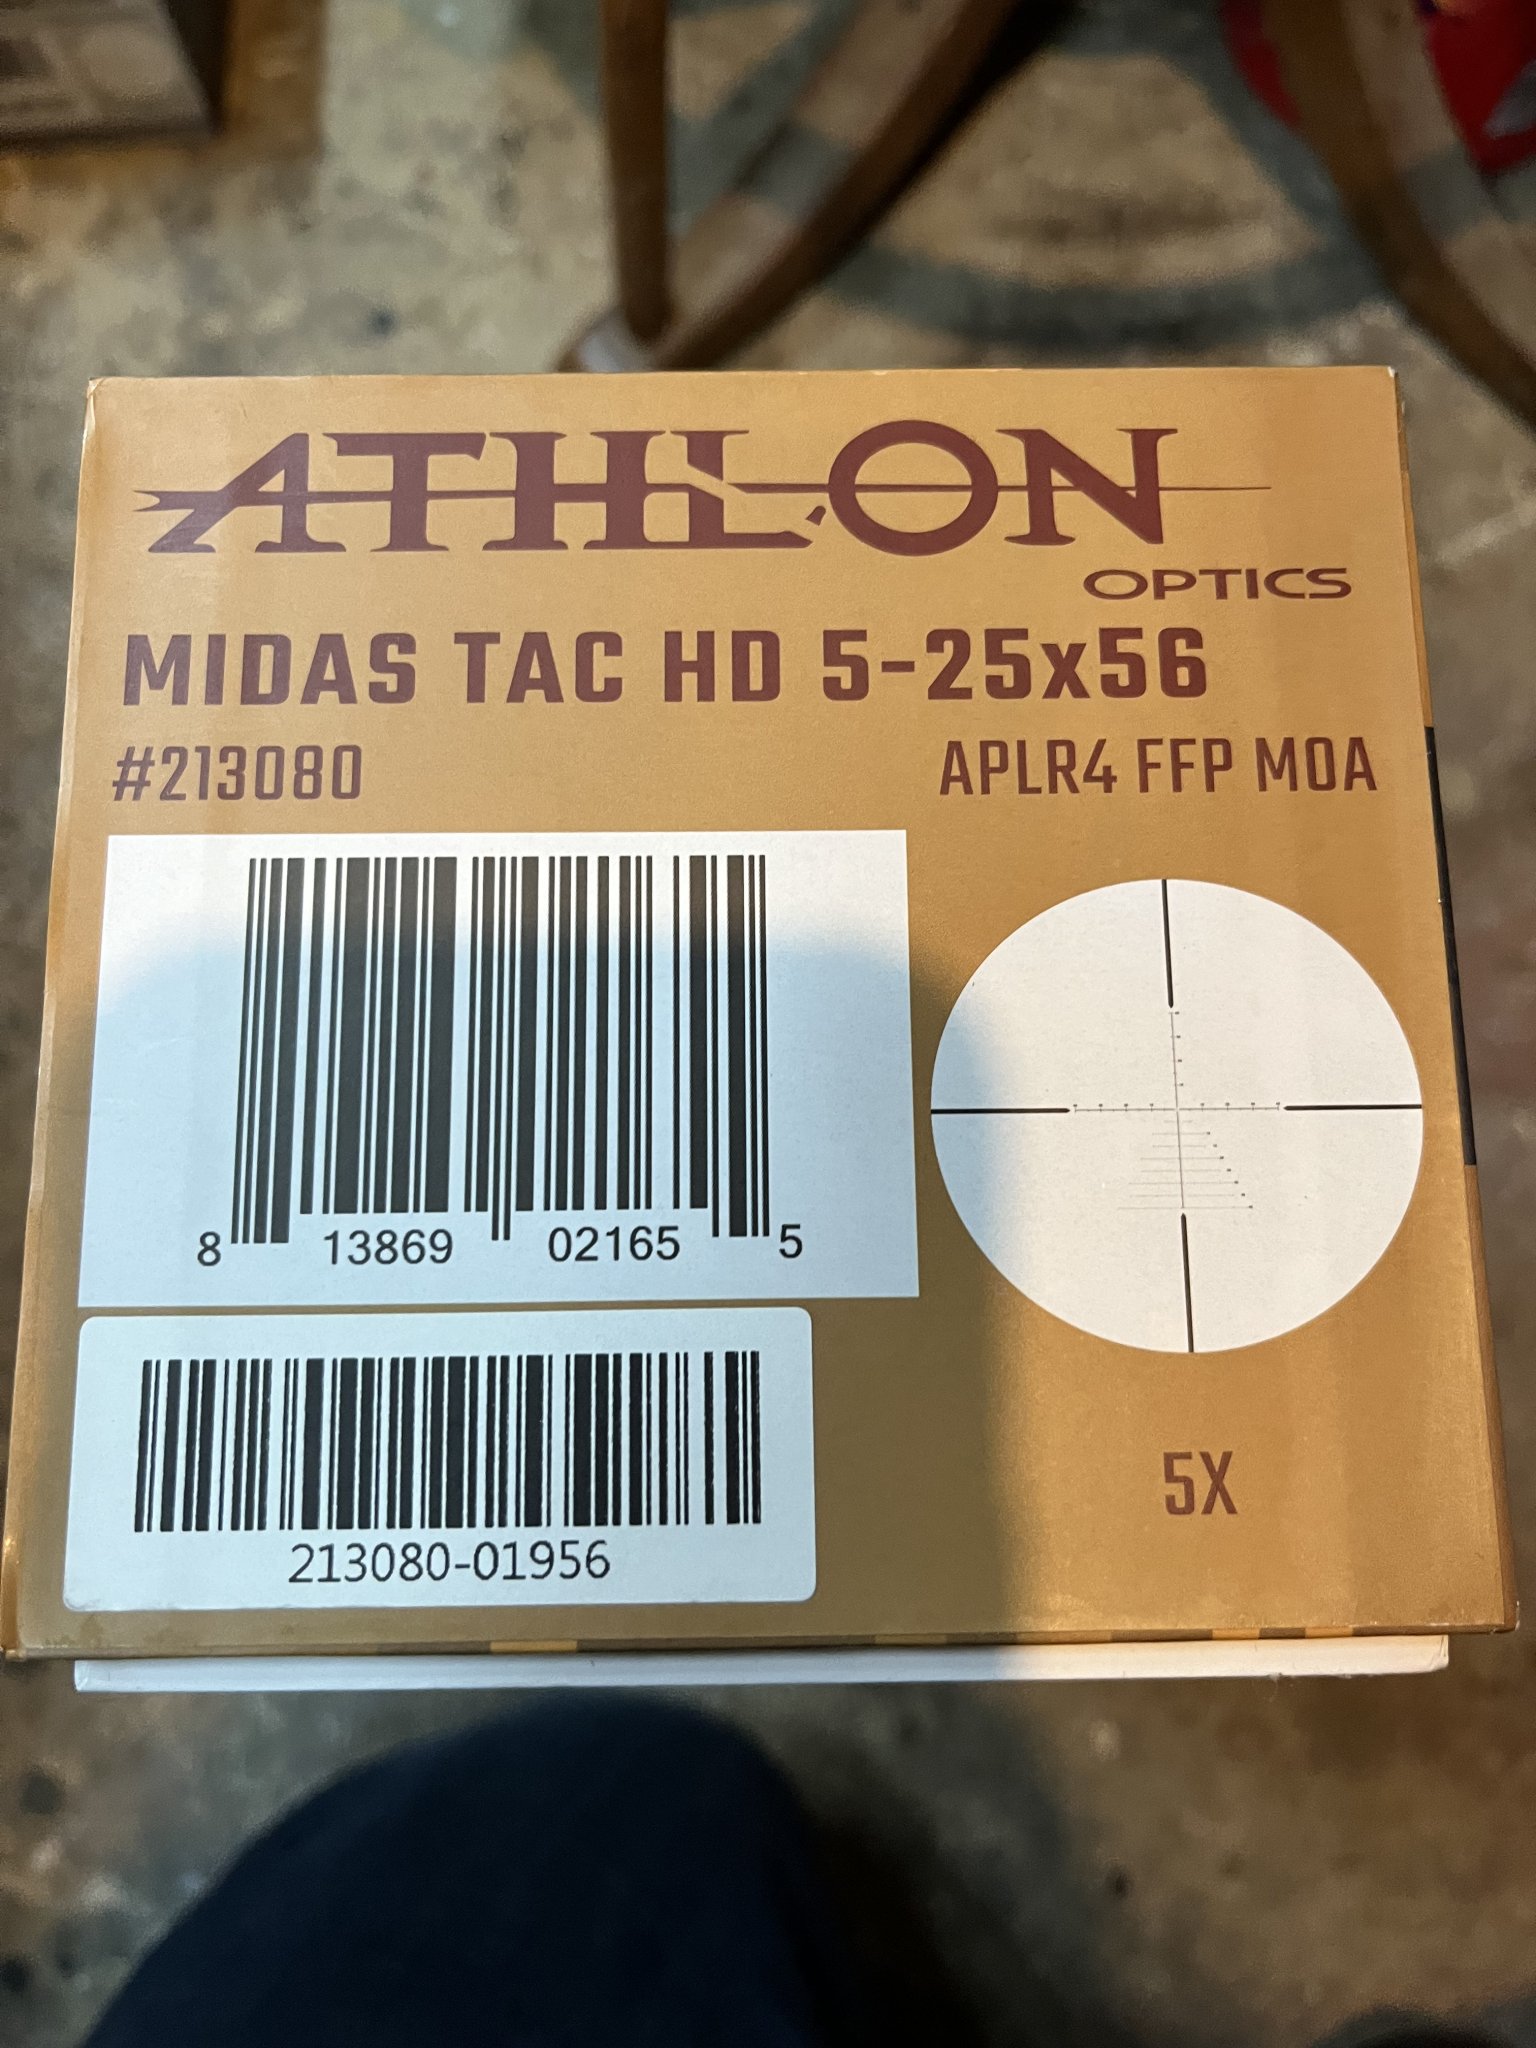 ATHLON
OPTICS
MIDAS TAC HD 5-25x56
#213080
APLR4 FFP MOA
8 13869 02165 5
213080-01956
5X